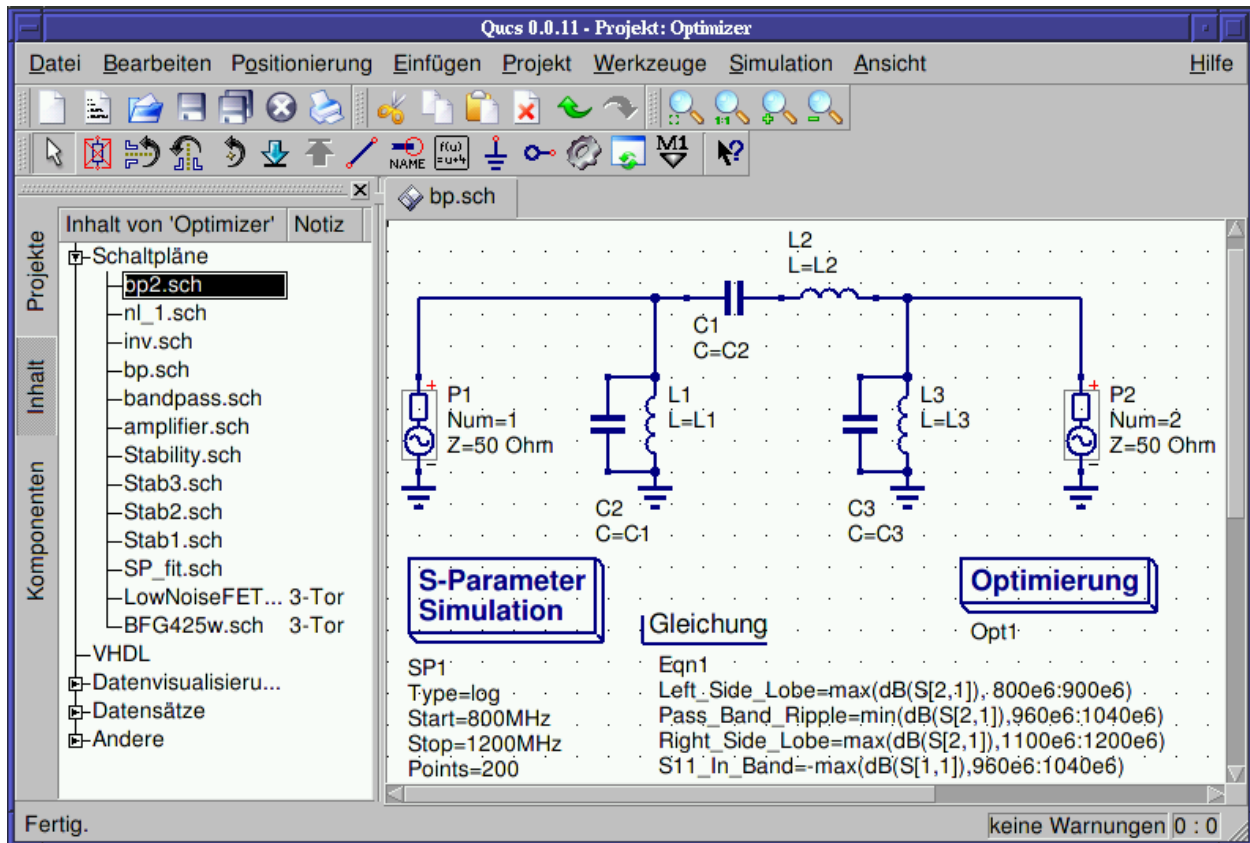 Qucs 0.0.11 - Projekt: Optimizer
Datei Bearbeiten Positionierung Einfügen Projekt Werkzeuge Simulation Ansicht Hilfe
1:1
NAME
f(ω)
=u+4
M1
bp.sch
Projekte
Inhalt
Komponenten
Inhalt von 'Optimizer' Notiz
Schaltpläne
bp2.sch
nl_1.sch
inv.sch
bp.sch
bandpass.sch
amplifier.sch
Stability.sch
Stab3.sch
Stab2.sch
Stab1.sch
SP_fit.sch
LowNoiseFET... 3-Tor
BFG425w.sch 3-Tor
VHDL
Datenvisualisieru...
Datensätze
Andere
L2
L=L2
C1
C=C2
P1
Num=1
Z=50 Ohm
L1
L=L1
L3
L=L3
P2
Num=2
Z=50 Ohm
C2
C=C1
C3
C=C3
S-Parameter
Simulation
SP1
Type=log
Start=800MHz
Stop=1200MHz
Points=200
Gleichung
Eqn1
Left_Side_Lobe=max(dB(S[2,1]), 800e6:900e6)
Pass_Band_Ripple=min(dB(S[2,1]),960e6:1040e6)
Right_Side_Lobe=max(dB(S[2,1]),1100e6:1200e6)
S11_In_Band=-max(dB(S[1,1]),960e6:1040e6)
Optimierung
Opt1
Fertig.
keine Warnungen 0 : 0